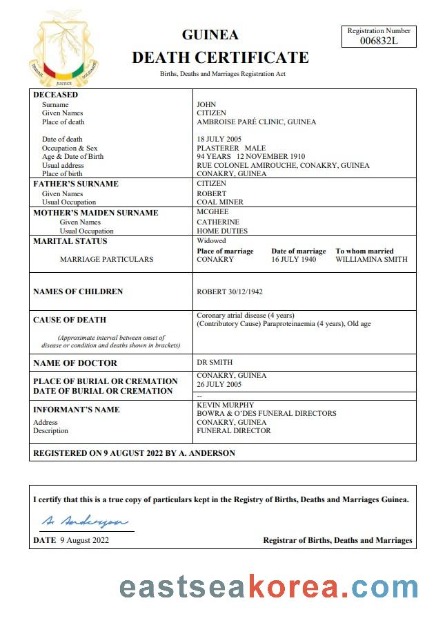 GUINEA
DEATH CERTIFICATE
Births, Deaths and Marriages Registration Act
Registration Number
006832L
DECEASED
Surname JOHN
Given Names CITIZEN
Place of death AMBROISE PARÉ CLINIC, GUINEA
Date of death 18 JULY 2005
Occupation & Sex PLASTERER MALE
Age & Date of Birth 94 YEARS 12 NOVEMBER 1910
Usual address RUE COLONEL AMIROUCHE, CONAKRY, GUINEA
Place of birth CONAKRY, GUINEA
FATHER'S SURNAME CITIZEN
Given Names ROBERT
Usual Occupation COAL MINER
MOTHER'S MAIDEN SURNAME MCGHEE
Given Names CATHERINE
Usual Occupation HOME DUTIES
MARITAL STATUS Widowed
Place of marriage Date of marriage To whom married
MARRIAGE PARTICULARS CONAKRY 16 JULY 1940 WILLIAMINA SMITH
NAMES OF CHILDREN ROBERT 30/12/1942
Coronary atrial disease (4 years)
CAUSE OF DEATH (Contributory Cause) Paraproteinaemia (4 years), Old age
(Approximate interval between onset of
disease or condition and deaths shown in brackets)
NAME OF DOCTOR DR SMITH
PLACE OF BURIAL OR CREMATION CONAKRY, GUINEA
DATE OF BURIAL OR CREMATION 26 JULY 2005
--
INFORMANT'S NAME KEVIN MURPHY
BOWRA & O'DES FUNERAL DIRECTORS
Address CONAKRY, GUINEA
Description FUNERAL DIRECTOR
REGISTERED ON 9 AUGUST 2022 BY A. ANDERSON
I certify that this is a true copy of particulars kept in the Registry of Births, Deaths and Marriages Guinea.
A. Anderson
DATE 9 August 2022 Registrar of Births, Deaths and Marriages
eastseakorea.com